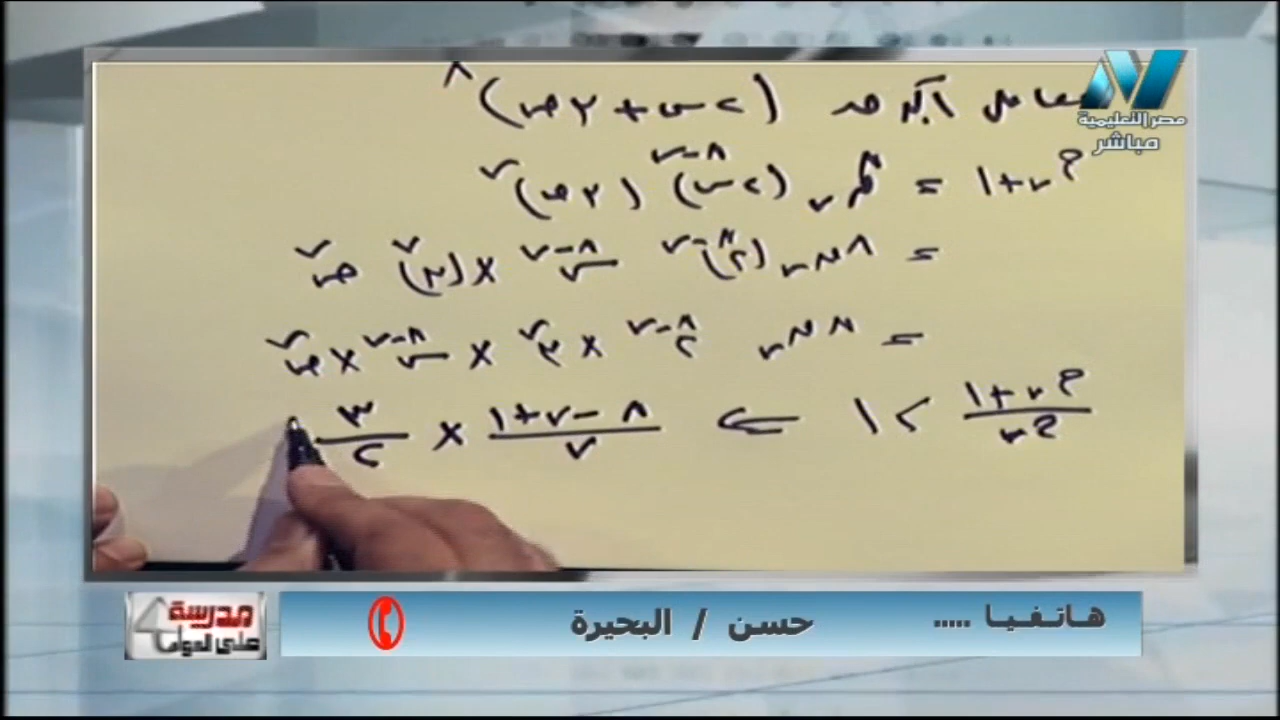 معامل أكبر حد (٢س + ٣ص)^٨
ح ر+١ = ٨ق ر (٢س)^٨-ر (٣ص)^ر
= ٨ق ر (٢)^٨-ر س^٨-ر × (٣)^ر ص^ر
= ٨ق ر ٢^٨-ر × ٣^ر × س^٨-ر × ص^ر
ح ر+١ / ح ر > ١ ⇐ ٨ - ر + ١ / ر × ٣ / ٢
مصر التعليمية
مباشر
هاتفيا .....
حسن / البحيرة
مدرسة
على الهواء